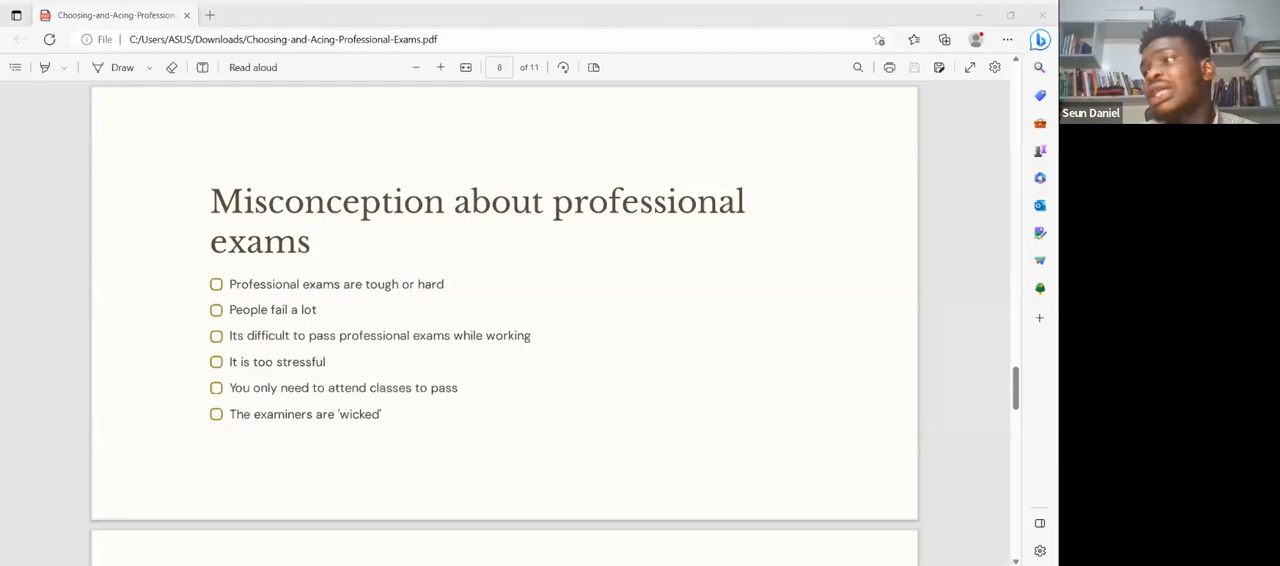 Choosing-and-Acing-Profession
File
C:/Users/ASUS/Downloads/Choosing-and-Acing-Professional-Exams.pdf
Draw
Read aloud
8
of 11
Seun Daniel
Misconception about professional
exams
Professional exams are tough or hard
People fail a lot
Its difficult to pass professional exams while working
It is too stressful
You only need to attend classes to pass
The examiners are 'wicked'